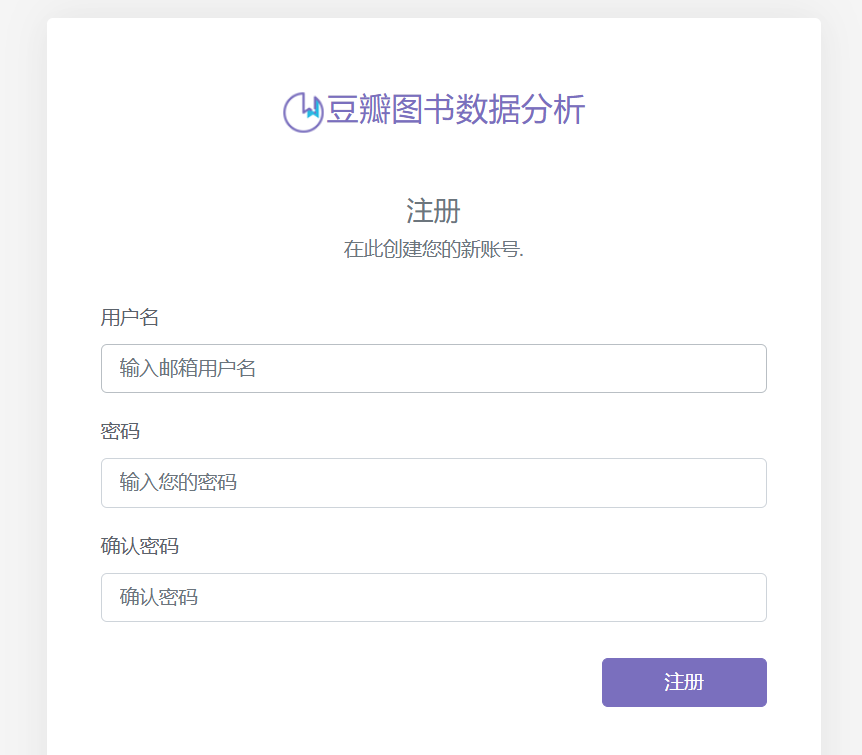 豆瓣图书数据分析
注册
在此创建您的新账号.
用户名
输入邮箱用户名
密码
输入您的密码
确认密码
确认密码
注册